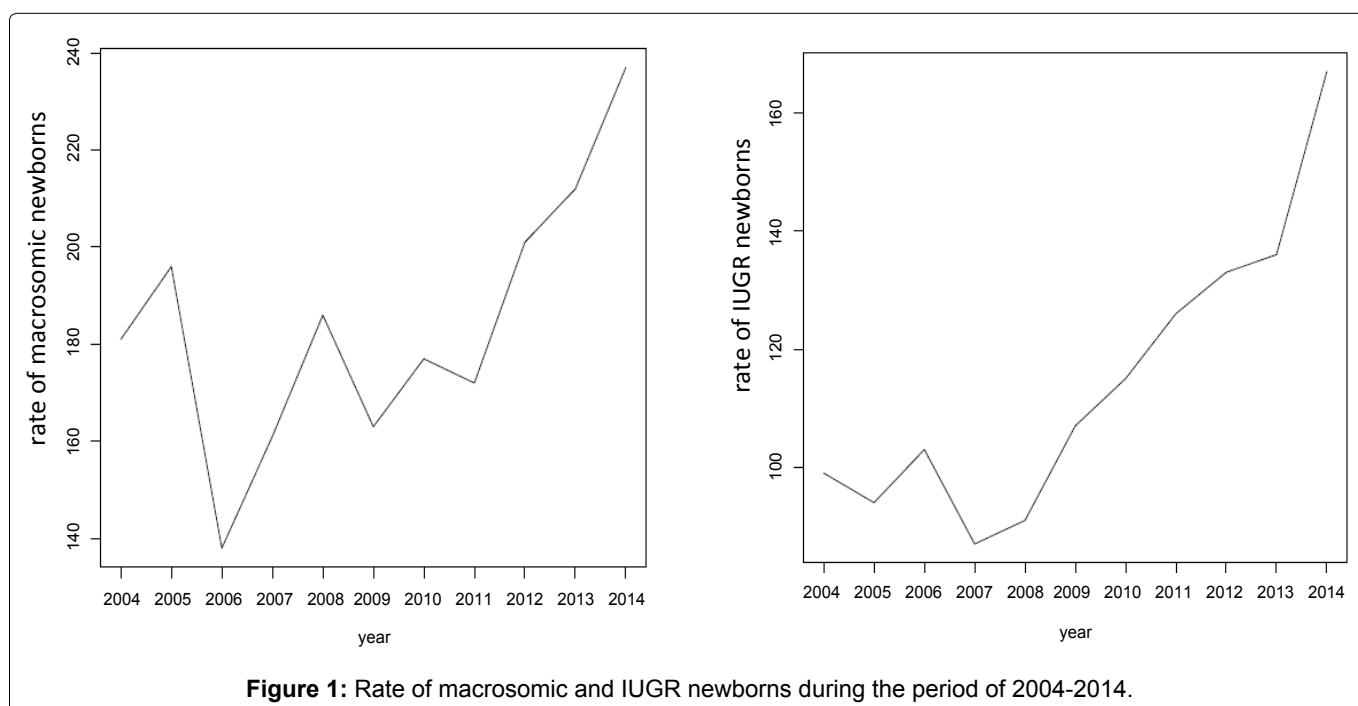 rate of macrosomic newborns
240
220
200
180
160
140
2004 2005 2006 2007 2008 2009 2010 2011 2012 2013 2014
year
rate of IUGR newborns
160
140
120
100
2004 2005 2006 2007 2008 2009 2010 2011 2012 2013 2014
year
Figure 1: Rate of macrosomic and IUGR newborns during the period of 2004-2014.